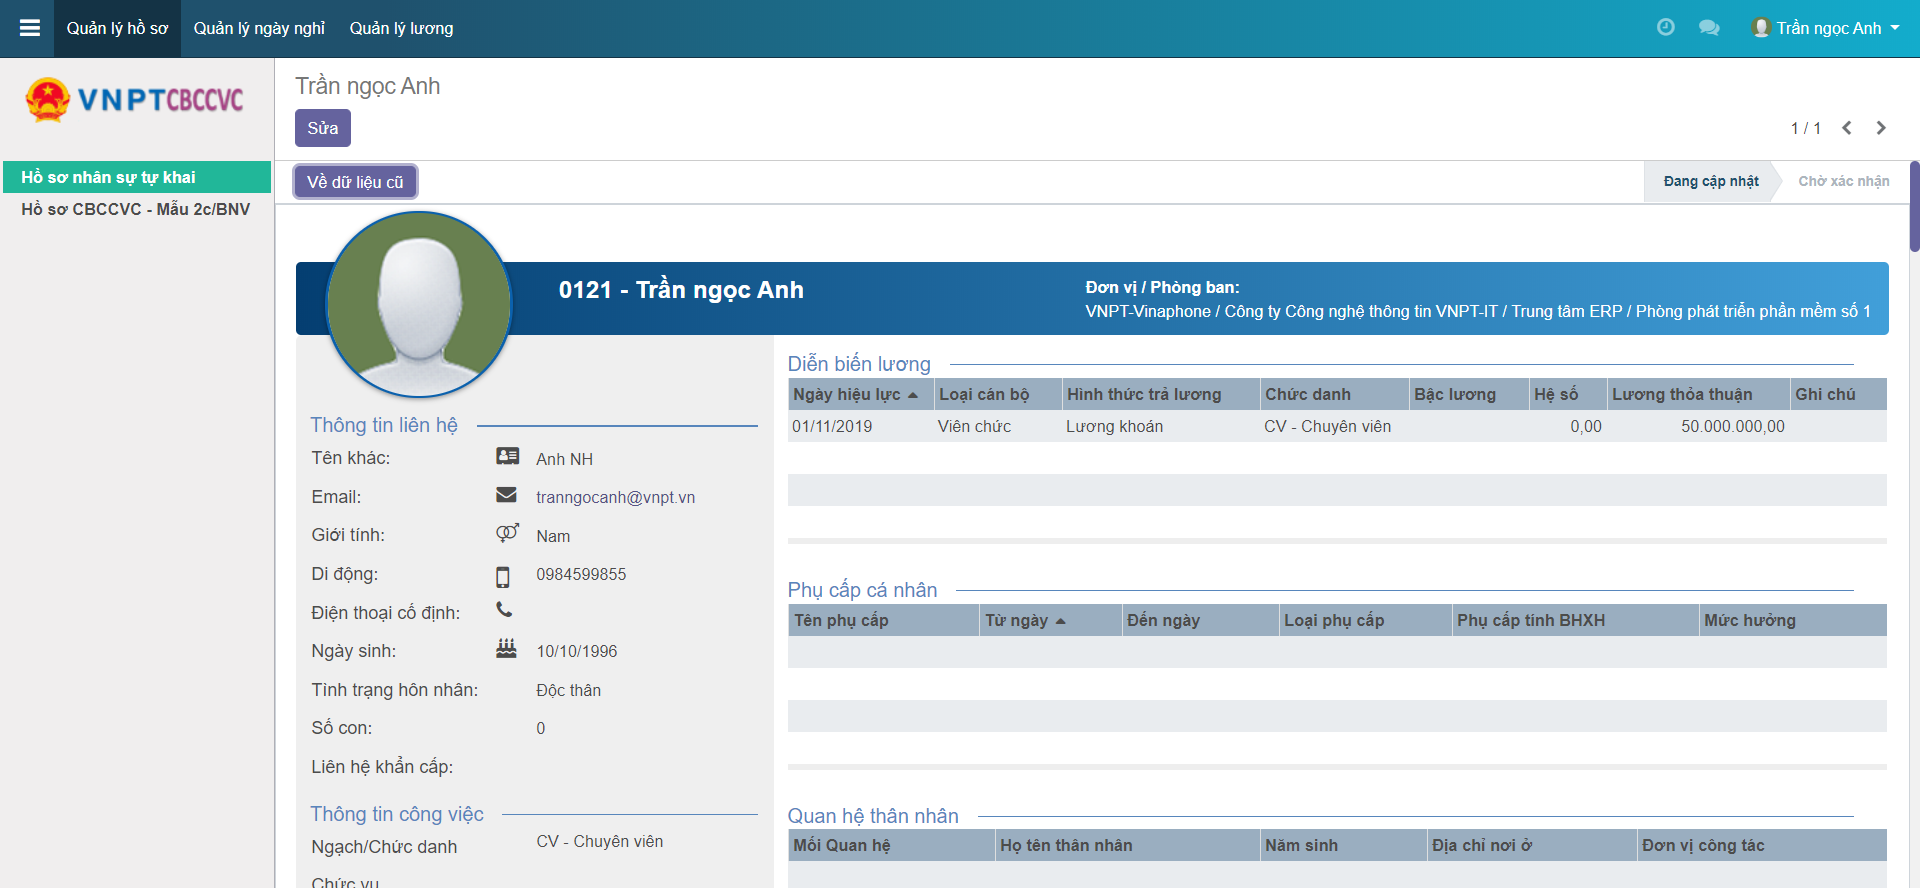 Quản lý hồ sơ Quản lý ngày nghỉ Quản lý lương Trần ngọc Anh
VNPTCBCCVC
Trần ngọc Anh
Sửa
1 / 1
Hồ sơ nhân sự tự khai
Về dữ liệu cũ
Đang cập nhật Chờ xác nhận
Hồ sơ CBCCVC - Mẫu 2c/BNV
0121 - Trần ngọc Anh
Đơn vị / Phòng ban:
VNPT-Vinaphone / Công ty Công nghệ thông tin VNPT-IT / Trung tâm ERP / Phòng phát triển phần mềm số 1
Thông tin liên hệ
Tên khác: Anh NH
Email: tranngocanh@vnpt.vn
Giới tính: Nam
Di động: 0984599855
Điện thoại cố định:
Ngày sinh: 10/10/1996
Tình trạng hôn nhân: Độc thân
Số con: 0
Liên hệ khẩn cấp:
Thông tin công việc
Ngạch/Chức danh CV - Chuyên viên
Chức vụ
Diễn biến lương
Ngày hiệu lực Loại cán bộ Hình thức trả lương Chức danh Bậc lương Hệ số Lương thỏa thuận Ghi chú
01/11/2019 Viên chức Lương khoán CV - Chuyên viên 0,00 50.000.000,00
Phụ cấp cá nhân
Tên phụ cấp Từ ngày Đến ngày Loại phụ cấp Phụ cấp tính BHXH Mức hưởng
Quan hệ thân nhân
Mối Quan hệ Họ tên thân nhân Năm sinh Địa chỉ nơi ở Đơn vị công tác